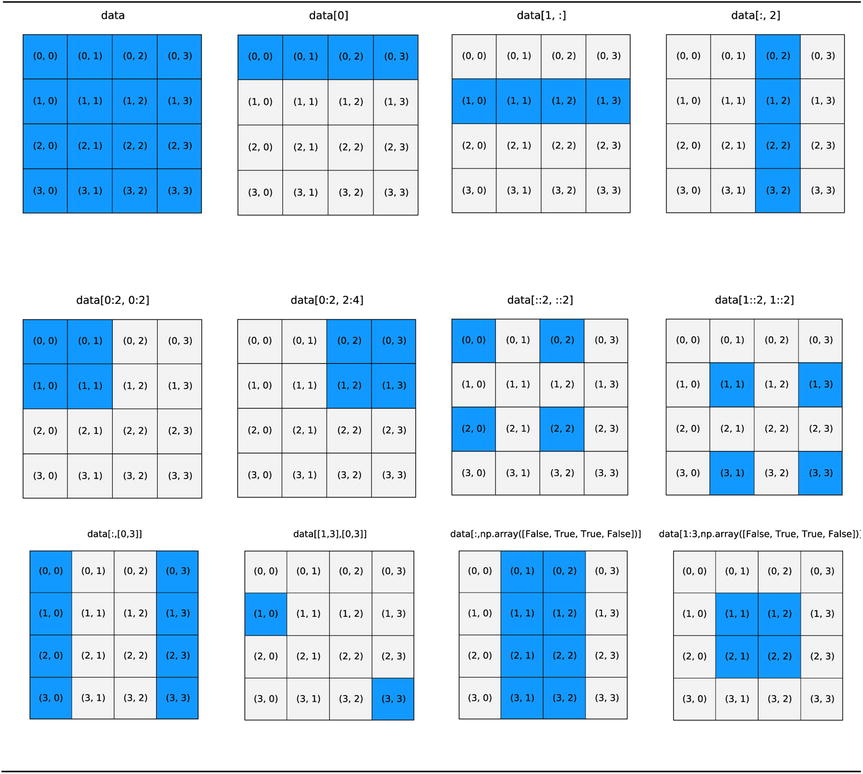 data data[0] data[1, :] data[:, 2]
(0, 0) (0, 1) (0, 2) (0, 3) (0, 0) (0, 1) (0, 2) (0, 3) (0, 0) (0, 1) (0, 2) (0, 3) (0, 0) (0, 1) (0, 2) (0, 3)
(1, 0) (1, 1) (1, 2) (1, 3) (1, 0) (1, 1) (1, 2) (1, 3) (1, 0) (1, 1) (1, 2) (1, 3) (1, 0) (1, 1) (1, 2) (1, 3)
(2, 0) (2, 1) (2, 2) (2, 3) (2, 0) (2, 1) (2, 2) (2, 3) (2, 0) (2, 1) (2, 2) (2, 3) (2, 0) (2, 1) (2, 2) (2, 3)
(3, 0) (3, 1) (3, 2) (3, 3) (3, 0) (3, 1) (3, 2) (3, 3) (3, 0) (3, 1) (3, 2) (3, 3) (3, 0) (3, 1) (3, 2) (3, 3)
data[0:2, 0:2] data[0:2, 2:4] data[::2, ::2] data[1::2, 1::2]
(0, 0) (0, 1) (0, 2) (0, 3) (0, 0) (0, 1) (0, 2) (0, 3) (0, 0) (0, 1) (0, 2) (0, 3) (0, 0) (0, 1) (0, 2) (0, 3)
(1, 0) (1, 1) (1, 2) (1, 3) (1, 0) (1, 1) (1, 2) (1, 3) (1, 0) (1, 1) (1, 2) (1, 3) (1, 0) (1, 1) (1, 2) (1, 3)
(2, 0) (2, 1) (2, 2) (2, 3) (2, 0) (2, 1) (2, 2) (2, 3) (2, 0) (2, 1) (2, 2) (2, 3) (2, 0) (2, 1) (2, 2) (2, 3)
(3, 0) (3, 1) (3, 2) (3, 3) (3, 0) (3, 1) (3, 2) (3, 3) (3, 0) (3, 1) (3, 2) (3, 3) (3, 0) (3, 1) (3, 2) (3, 3)
data[:,[0,3]] data[[1,3],[0,3]] data[:,np.array([False, True, True, False])] data[1:3,np.array([False, True, True, False])]
(0, 0) (0, 1) (0, 2) (0, 3) (0, 0) (0, 1) (0, 2) (0, 3) (0, 0) (0, 1) (0, 2) (0, 3) (0, 0) (0, 1) (0, 2) (0, 3)
(1, 0) (1, 1) (1, 2) (1, 3) (1, 0) (1, 1) (1, 2) (1, 3) (1, 0) (1, 1) (1, 2) (1, 3) (1, 0) (1, 1) (1, 2) (1, 3)
(2, 0) (2, 1) (2, 2) (2, 3) (2, 0) (2, 1) (2, 2) (2, 3) (2, 0) (2, 1) (2, 2) (2, 3) (2, 0) (2, 1) (2, 2) (2, 3)
(3, 0) (3, 1) (3, 2) (3, 3) (3, 0) (3, 1) (3, 2) (3, 3) (3, 0) (3, 1) (3, 2) (3, 3) (3, 0) (3, 1) (3, 2) (3, 3)